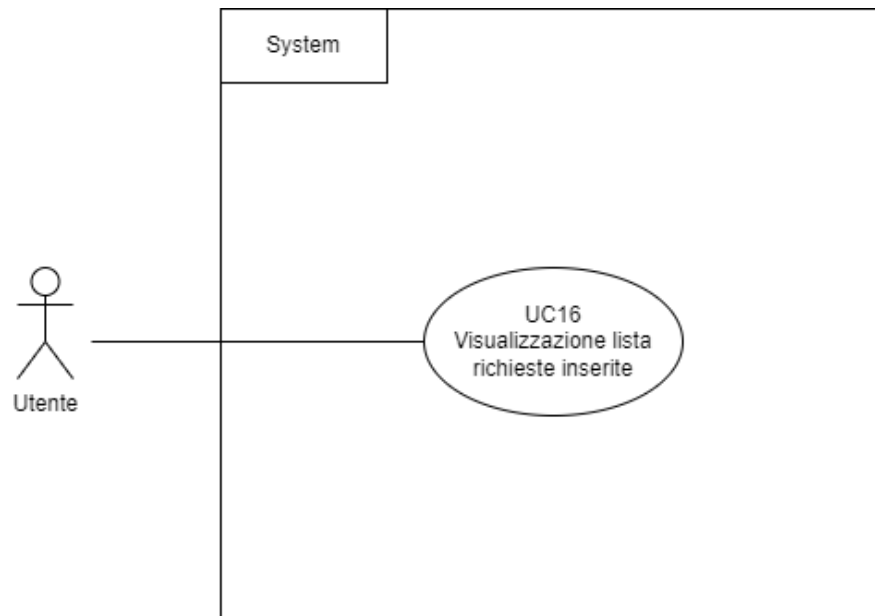 System
UC16
Visualizzazione lista
richieste inserite
Utente